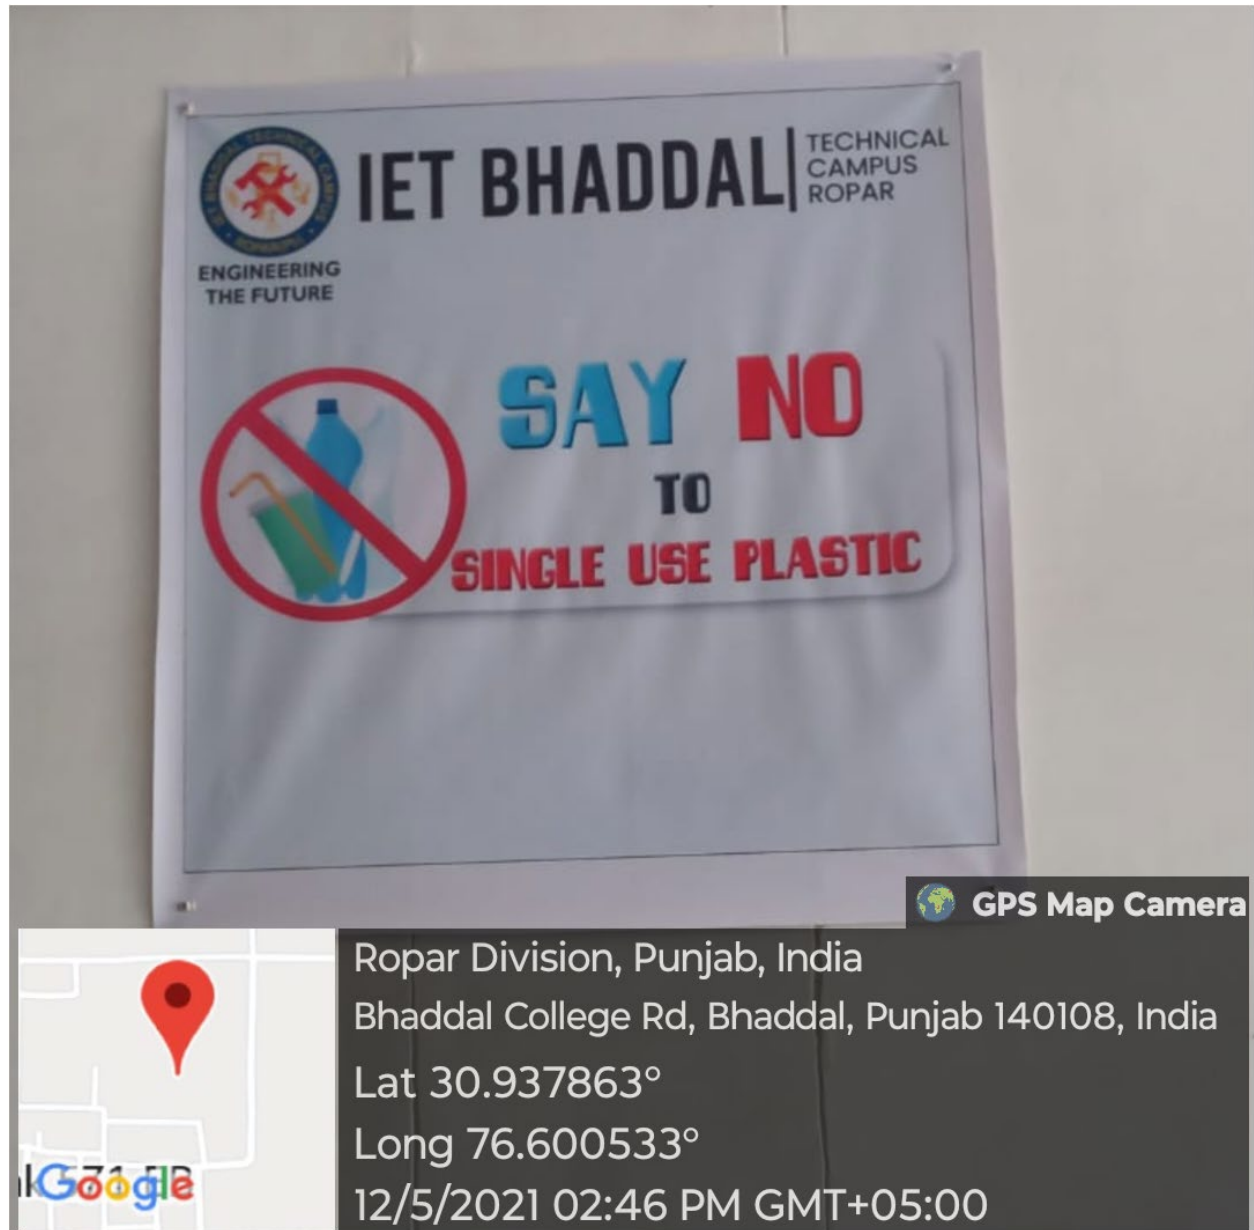 IET BHADDAL
TECHNICAL
CAMPUS
ROPAR
ENGINEERING
THE FUTURE
SAY NO
TO
SINGLE USE PLASTIC
GPS Map Camera
Ropar Division, Punjab, India
Bhaddal College Rd, Bhaddal, Punjab 140108, India
Lat 30.937863°
Long 76.600533°
12/5/2021 02:46 PM GMT+05:00
Google